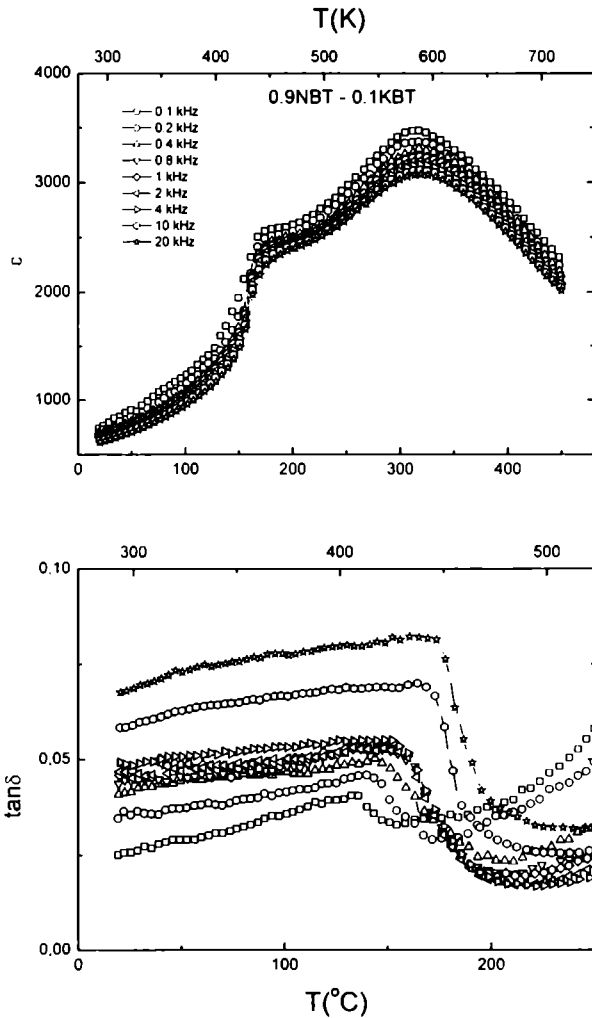 T(K)
300 400 500 600 700
4000
0.9NBT - 0.1KBT
0 1 kHz
0.2 kHz
0 4 kHz
0 8 kHz
1 kHz
2 kHz
4 kHz
10 kHz
20 kHz
3000
ε
2000
1000
0 100 200 300 400
300 400 500
0.10
0.05
tanδ
0.00
0 100 200
T(°C)